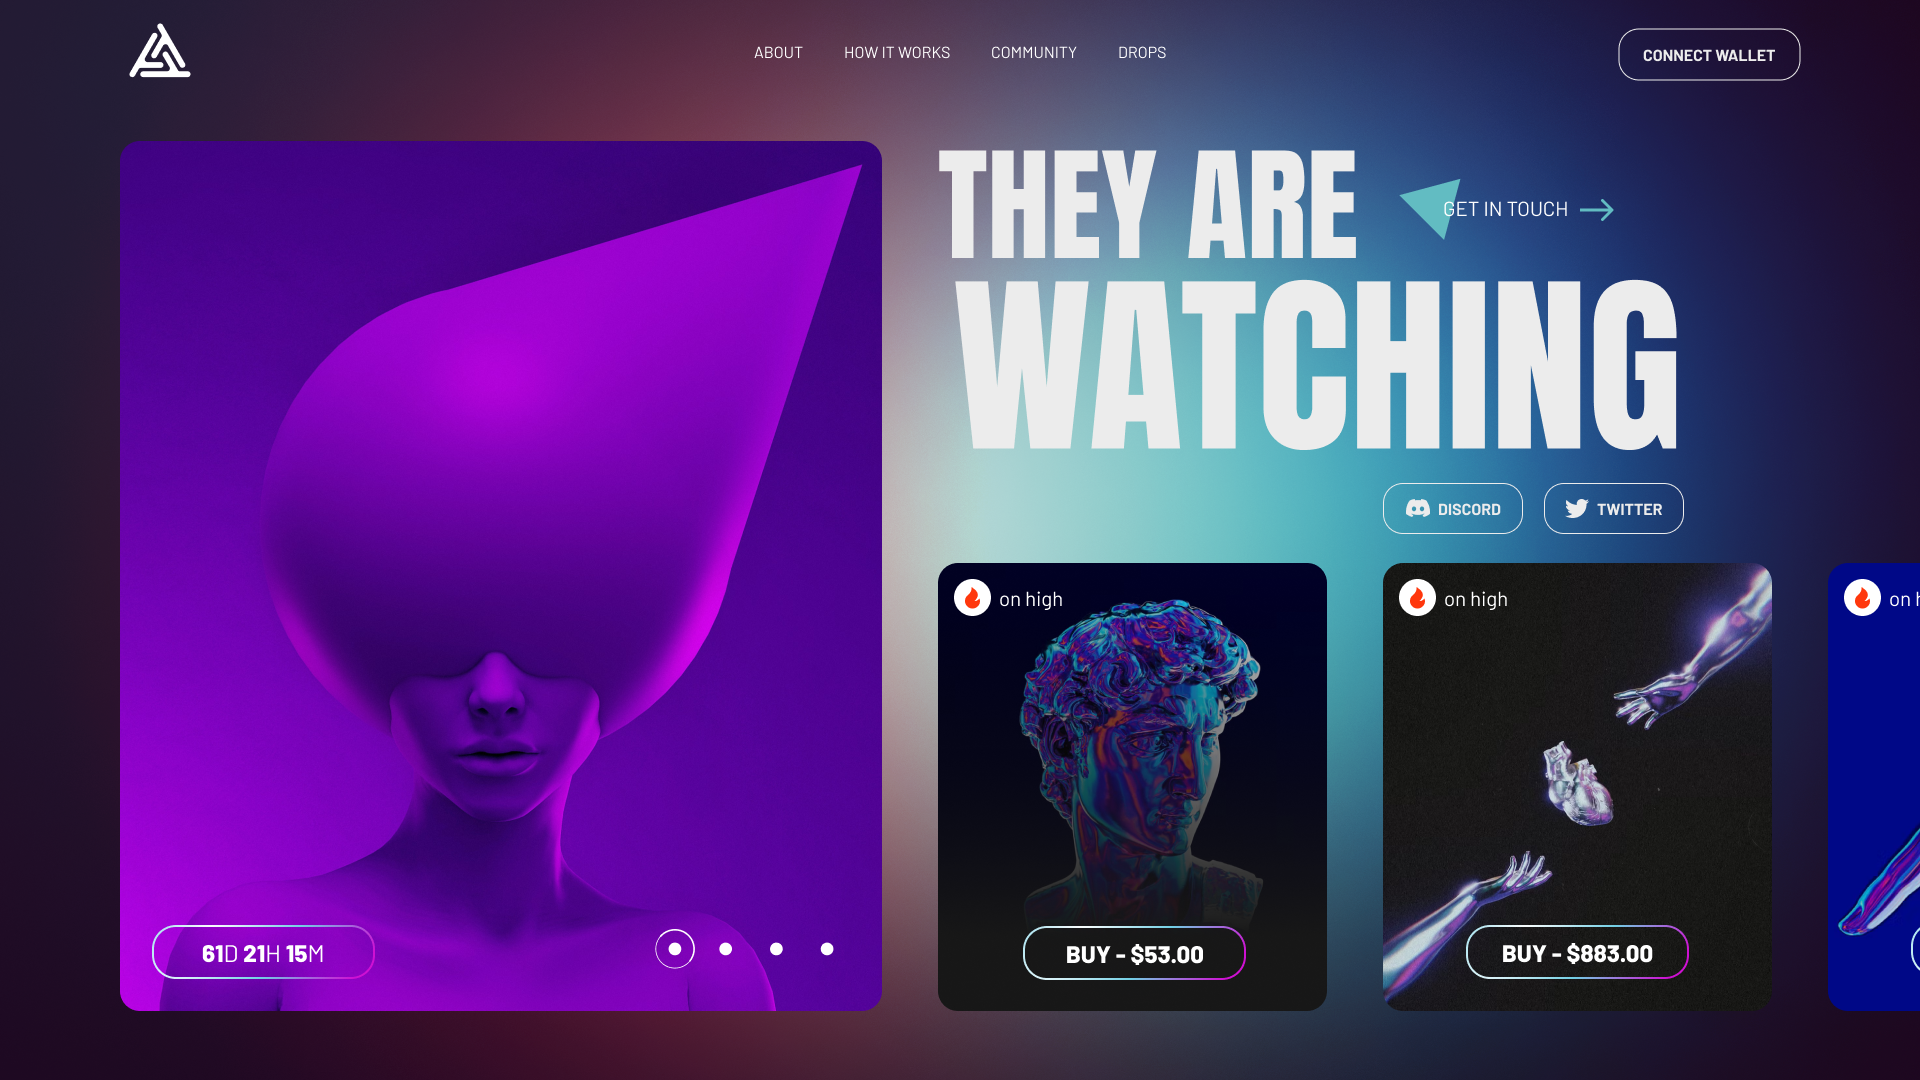 ABOUT
HOW IT WORKS
COMMUNITY
DROPS
CONNECT WALLET
THEY ARE
GET IN TOUCH
WATCHING
DISCORD
TWITTER
on high
on high
on h
61D 21H 15M
BUY - $53.00
BUY - $883.00